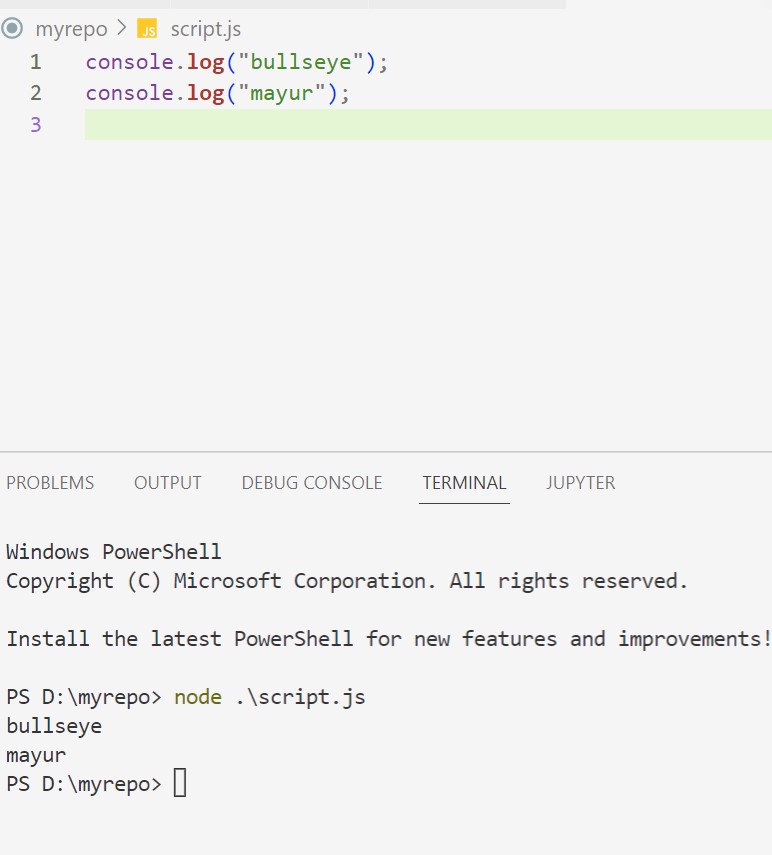 myrepo > JS script.js
1 console.log("bullseye");
2 console.log("mayur");
3
PROBLEMS OUTPUT DEBUG CONSOLE TERMINAL JUPYTER
Windows PowerShell
Copyright (C) Microsoft Corporation. All rights reserved.
Install the latest PowerShell for new features and improvements!
PS D:\myrepo> node .\script.js
bullseye
mayur
PS D:\myrepo>